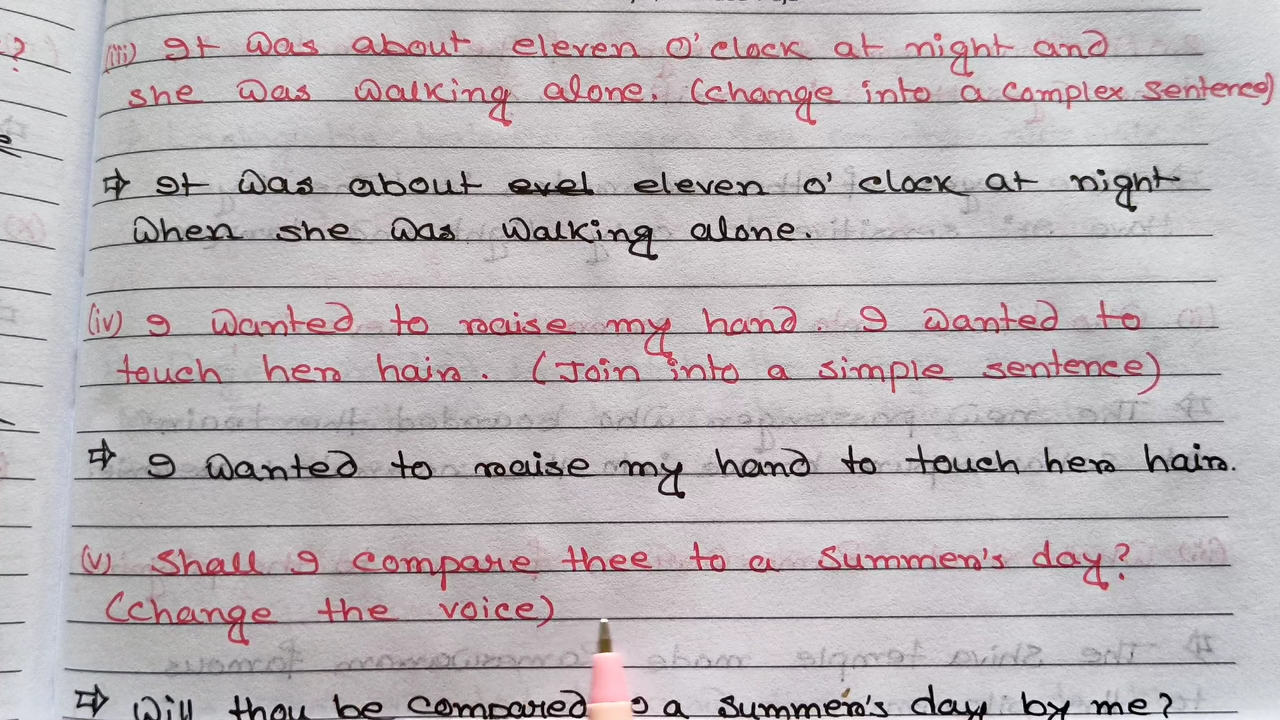 (iii) It was about eleven O'clock at night and
she was walking alone. (change into a complex sentence)
⇒ It was about evel eleven o' clock at night
when she was walking alone.
(iv) I wanted to raise my hand. I wanted to
touch her hair. (Join into a simple sentence)
⇒ I wanted to raise my hand to touch her hair.
(v) Shall I compare thee to a summer's day?
(change the voice)
⇒ Will thou be compared a summer's day by me?